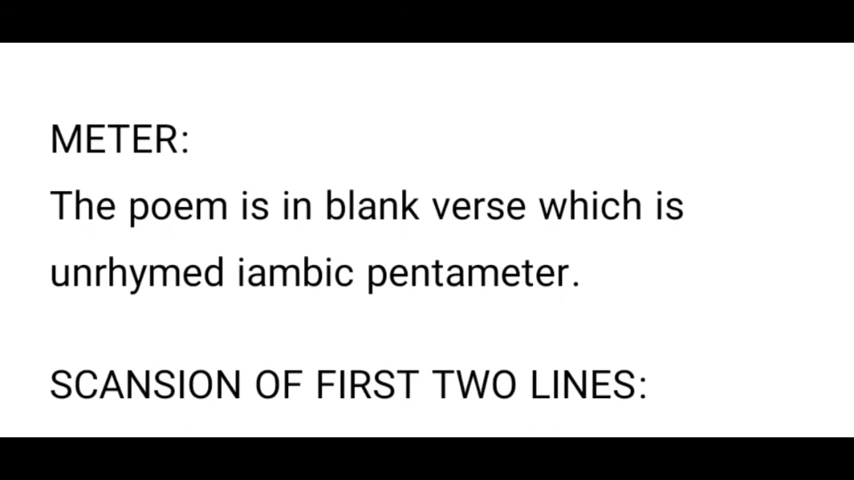 METER:
The poem is in blank verse which is
unrhymed iambic pentameter.
SCANSION OF FIRST TWO LINES: